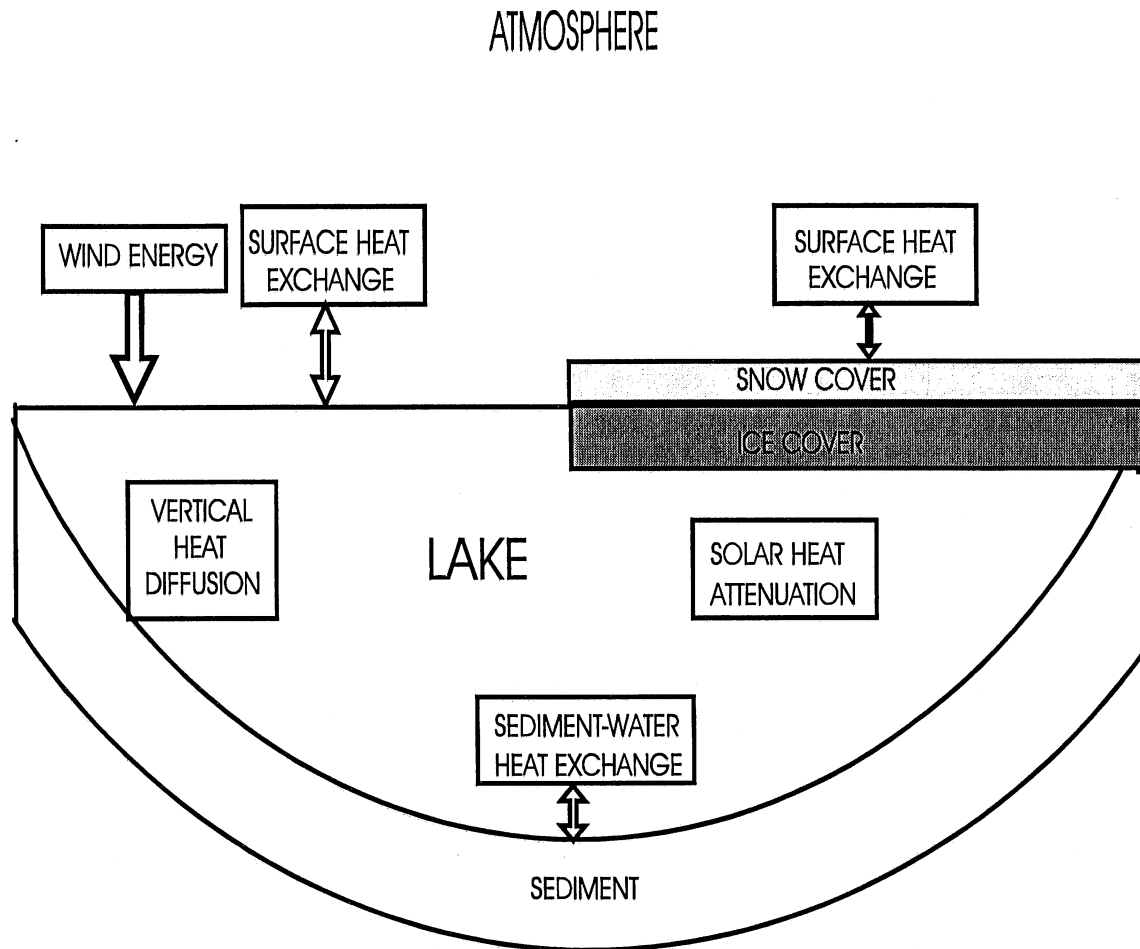 ATMOSPHERE
WIND ENERGY
SURFACE HEAT
EXCHANGE
SURFACE HEAT
EXCHANGE
SNOW COVER
ICE COVER
VERTICAL
HEAT
DIFFUSION
LAKE
SOLAR HEAT
ATTENUATION
SEDIMENT-WATER
HEAT EXCHANGE
SEDIMENT